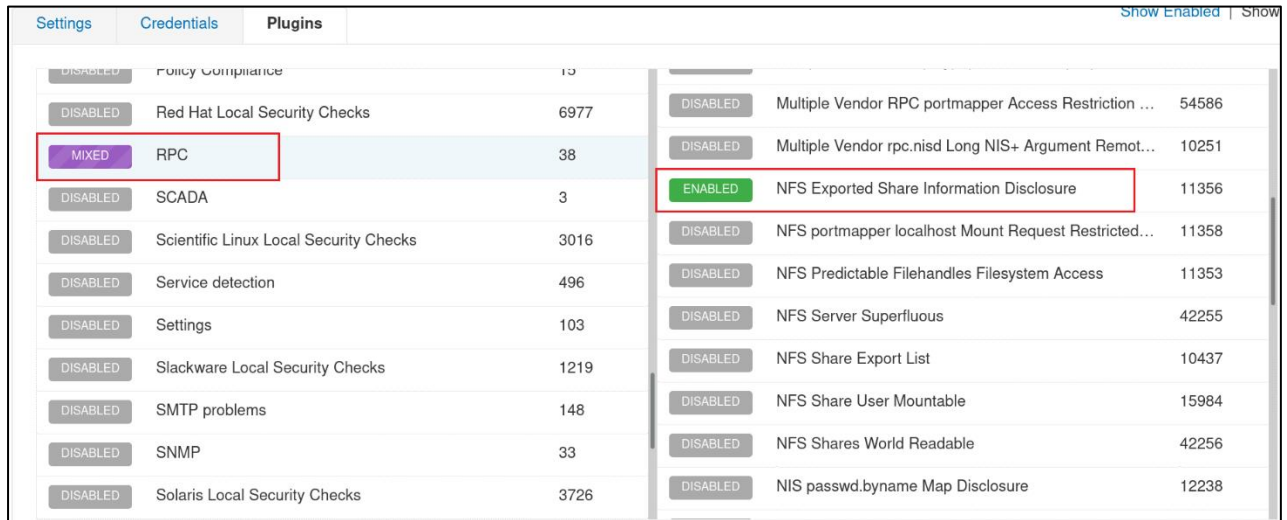 Settings Credentials Plugins Show Enabled | Show
DISABLED Policy Compliance 15
DISABLED Red Hat Local Security Checks 6977
MIXED RPC 38
DISABLED SCADA 3
DISABLED Scientific Linux Local Security Checks 3016
DISABLED Service detection 496
DISABLED Settings 103
DISABLED Slackware Local Security Checks 1219
DISABLED SMTP problems 148
DISABLED SNMP 33
DISABLED Solaris Local Security Checks 3726
DISABLED Multiple Vendor RPC portmapper Access Restriction ... 54586
DISABLED Multiple Vendor rpc.nisd Long NIS+ Argument Remot... 10251
ENABLED NFS Exported Share Information Disclosure 11356
DISABLED NFS portmapper localhost Mount Request Restricted... 11358
DISABLED NFS Predictable Filehandles Filesystem Access 11353
DISABLED NFS Server Superfluous 42255
DISABLED NFS Share Export List 10437
DISABLED NFS Share User Mountable 15984
DISABLED NFS Shares World Readable 42256
DISABLED NIS passwd.byname Map Disclosure 12238